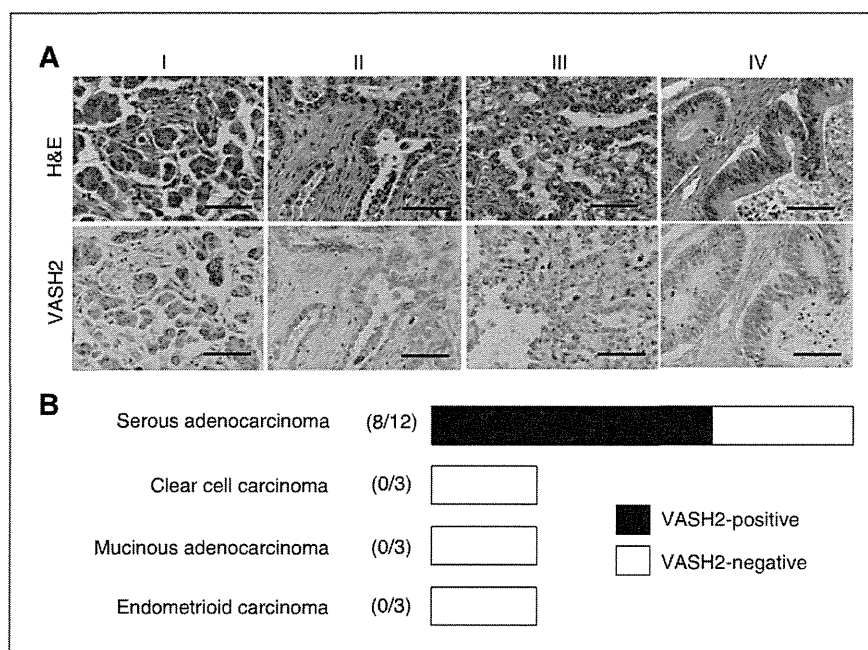 A
I II III IV
H&E
VASH2
B
Serous adenocarcinoma (8/12)
Clear cell carcinoma (0/3)
Mucinous adenocarcinoma (0/3)
Endometrioid carcinoma (0/3)
VASH2-positive
VASH2-negative